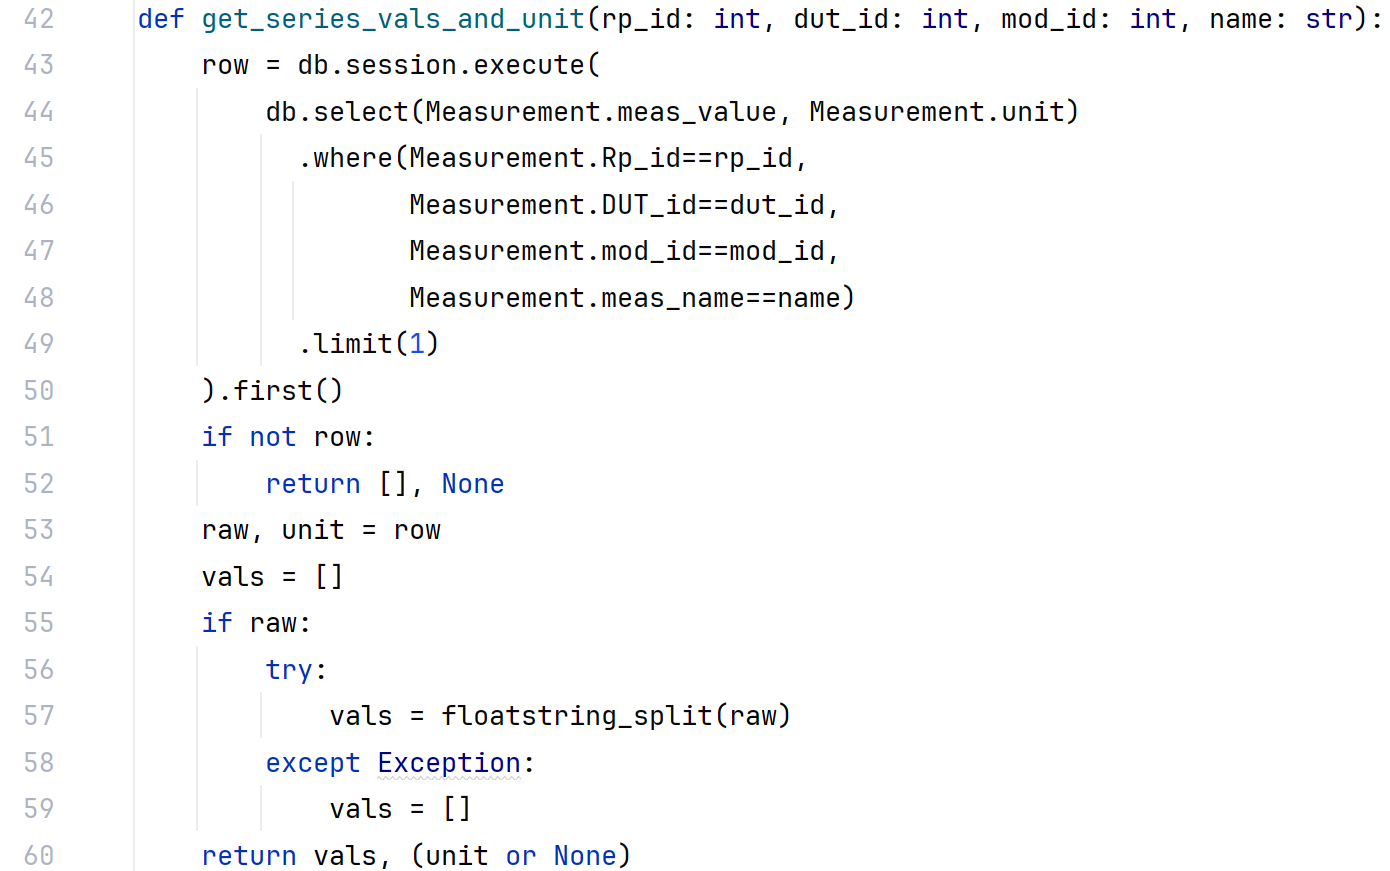 42 def get_series_vals_and_unit(rp_id: int, dut_id: int, mod_id: int, name: str):
43     row = db.session.execute(
44         db.select(Measurement.meas_value, Measurement.unit)
45           .where(Measurement.Rp_id==rp_id,
46                  Measurement.DUT_id==dut_id,
47                  Measurement.mod_id==mod_id,
48                  Measurement.meas_name==name)
49           .limit(1)
50     ).first()
51     if not row:
52         return [], None
53     raw, unit = row
54     vals = []
55     if raw:
56         try:
57             vals = floatstring_split(raw)
58         except Exception:
59             vals = []
60     return vals, (unit or None)